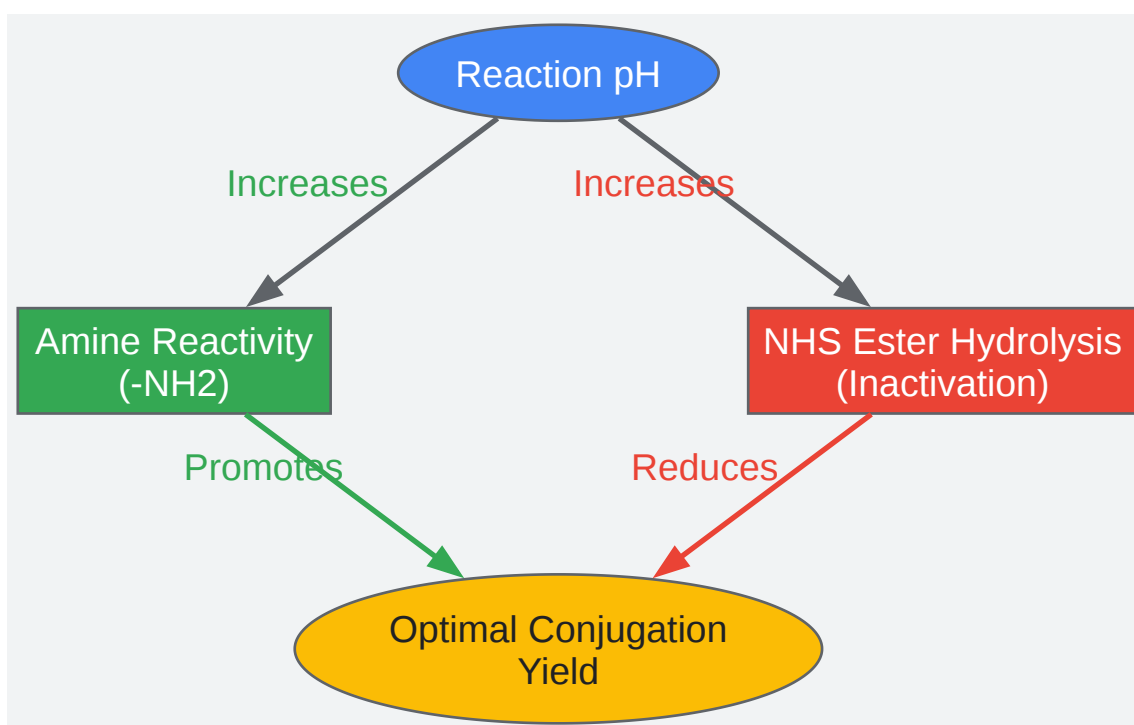 Reaction pH
Increases
Increases
Amine Reactivity
(-NH2)
NHS Ester Hydrolysis
(Inactivation)
Promotes
Reduces
Optimal Conjugation
Yield